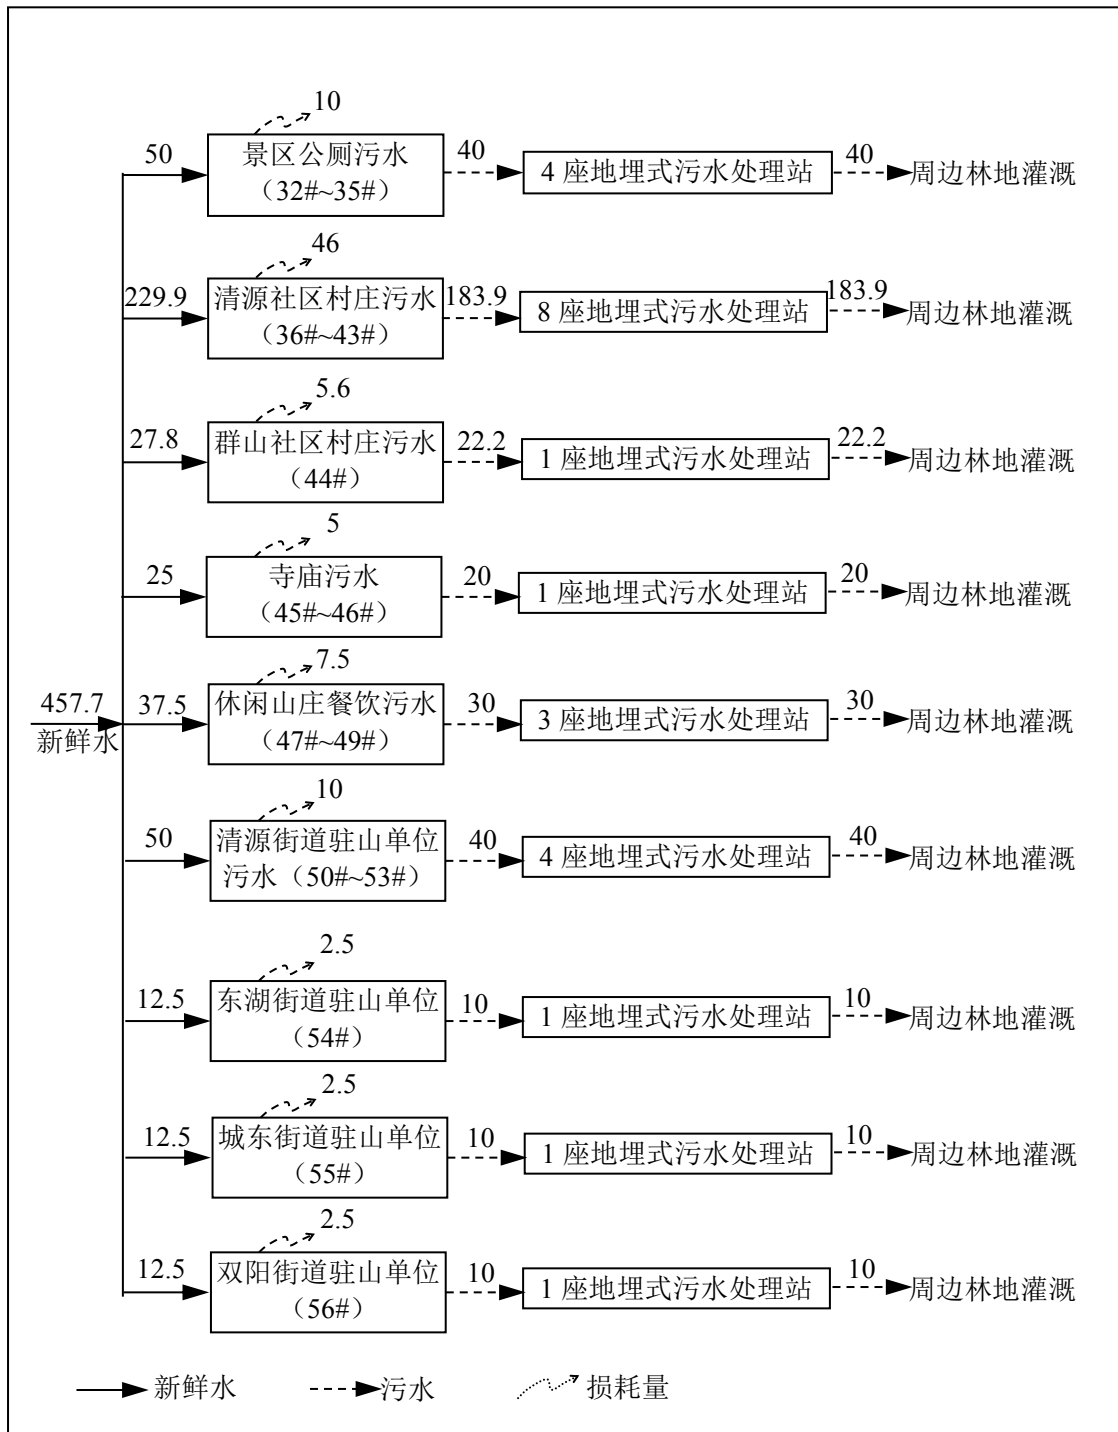 10
50
景区公厕污水
（32#~35#）
40
4 座地埋式污水处理站
40
周边林地灌溉
46
229.9
清源社区村庄污水
（36#~43#）
183.9
8 座地埋式污水处理站
183.9
周边林地灌溉
5.6
27.8
群山社区村庄污水
（44#）
22.2
1 座地埋式污水处理站
22.2
周边林地灌溉
5
25
寺庙污水
（45#~46#）
20
1 座地埋式污水处理站
20
周边林地灌溉
457.7
新鲜水
7.5
37.5
休闲山庄餐饮污水
（47#~49#）
30
3 座地埋式污水处理站
30
周边林地灌溉
10
50
清源街道驻山单位
污水（50#~53#）
40
4 座地埋式污水处理站
40
周边林地灌溉
2.5
12.5
东湖街道驻山单位
（54#）
10
1 座地埋式污水处理站
10
周边林地灌溉
2.5
12.5
城东街道驻山单位
（55#）
10
1 座地埋式污水处理站
10
周边林地灌溉
2.5
12.5
双阳街道驻山单位
（56#）
10
1 座地埋式污水处理站
10
周边林地灌溉
新鲜水
污水
损耗量